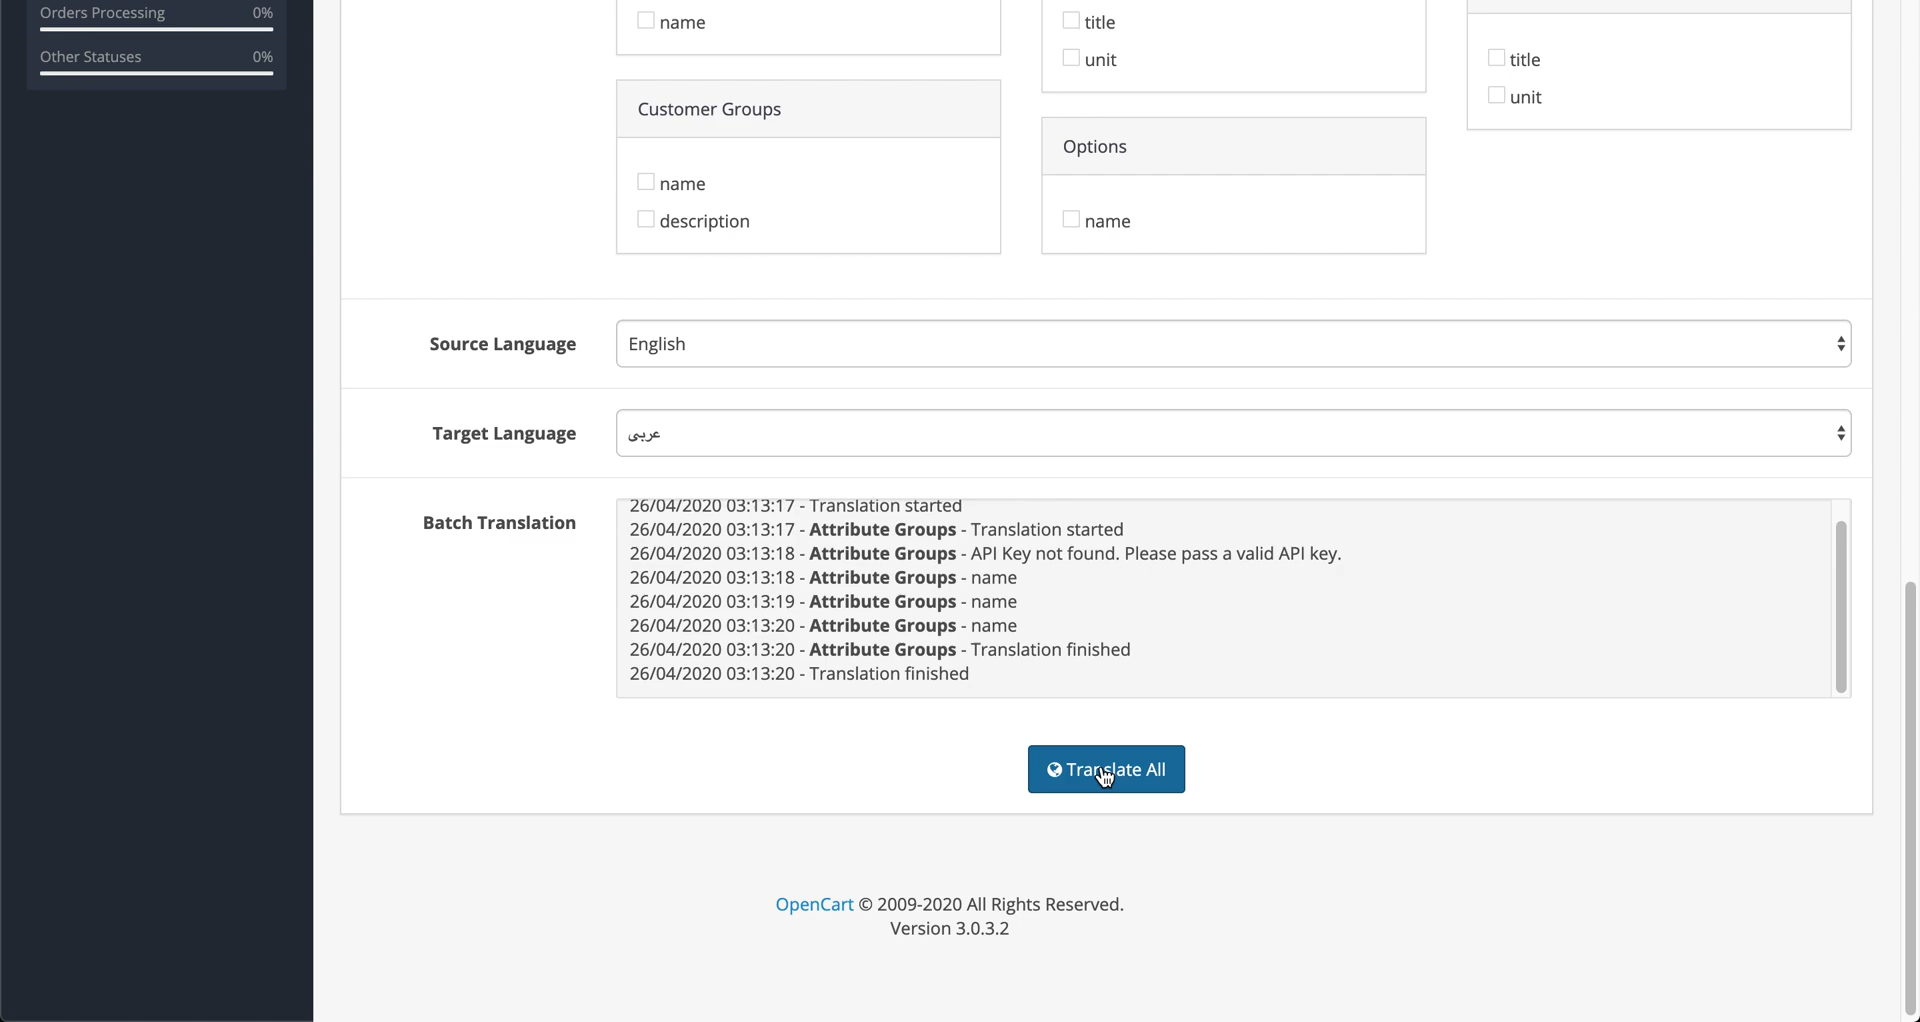 Orders Processing 0%
Other Statuses 0%
name
Customer Groups
name
description
title
unit
Options
name
title
unit
Source Language English
Target Language عربى
Batch Translation
26/04/2020 03:13:17 - Translation started
26/04/2020 03:13:17 - Attribute Groups - Translation started
26/04/2020 03:13:18 - Attribute Groups - API Key not found. Please pass a valid API key.
26/04/2020 03:13:18 - Attribute Groups - name
26/04/2020 03:13:19 - Attribute Groups - name
26/04/2020 03:13:20 - Attribute Groups - name
26/04/2020 03:13:20 - Attribute Groups - Translation finished
26/04/2020 03:13:20 - Translation finished
Translate All
OpenCart © 2009-2020 All Rights Reserved.
Version 3.0.3.2